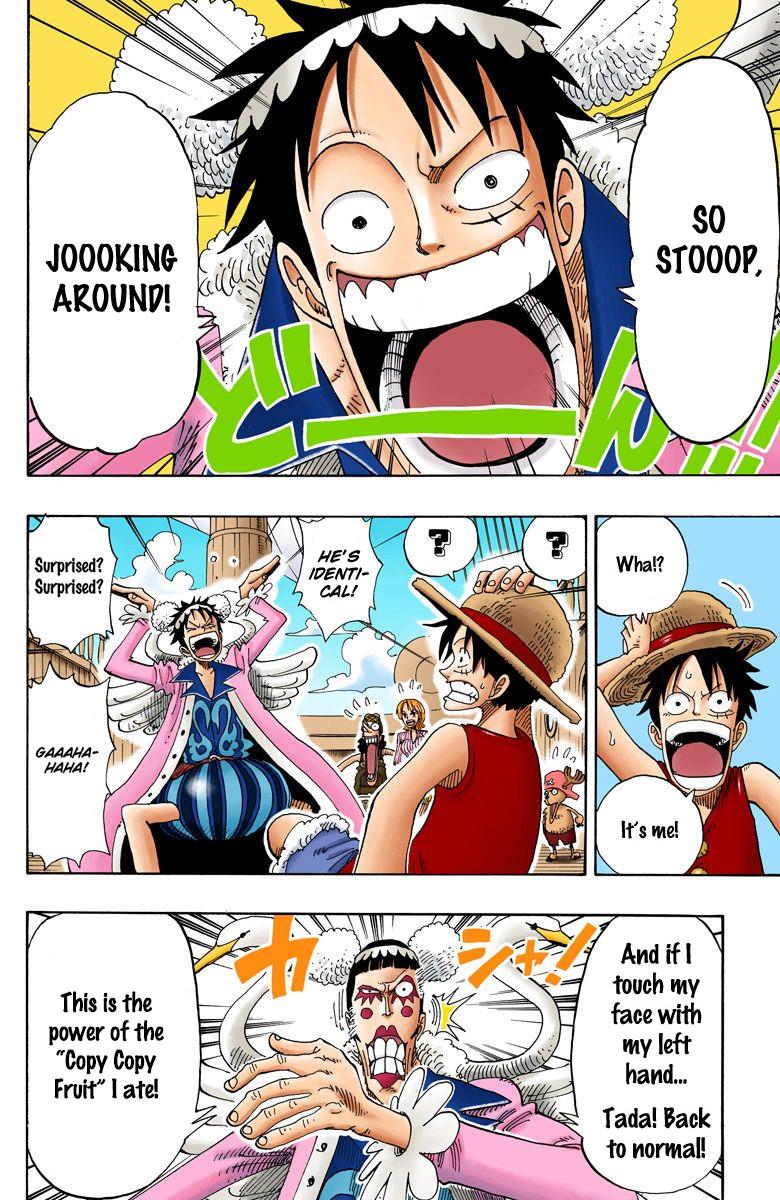 SO
STOOOP,
JOOOKING
AROUND!
どーーん!!!
Wha!?
It's me!
?
?
HE'S
IDENTI-
CAL!
Surprised?
Surprised?
GAAAHA-
HAHA!
カシャ!
And if I
touch my
face with
my left
hand...
Tada! Back
to normal!
This is the
power of the
"Copy Copy
Fruit" I ate!